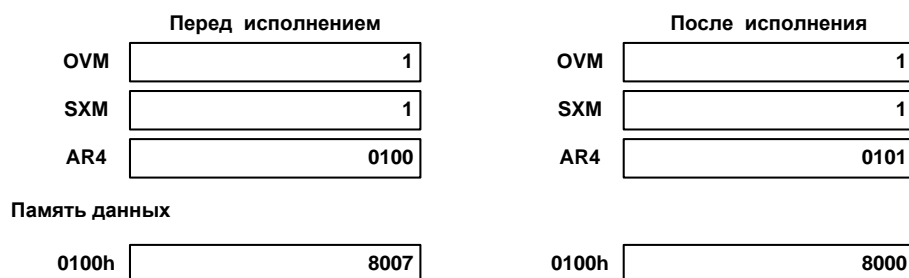 Перед исполнением После исполнения
OVM 1 OVM 1
SXM 1 SXM 1
AR4 0100 AR4 0101
Память данных
0100h 8007 0100h 8000